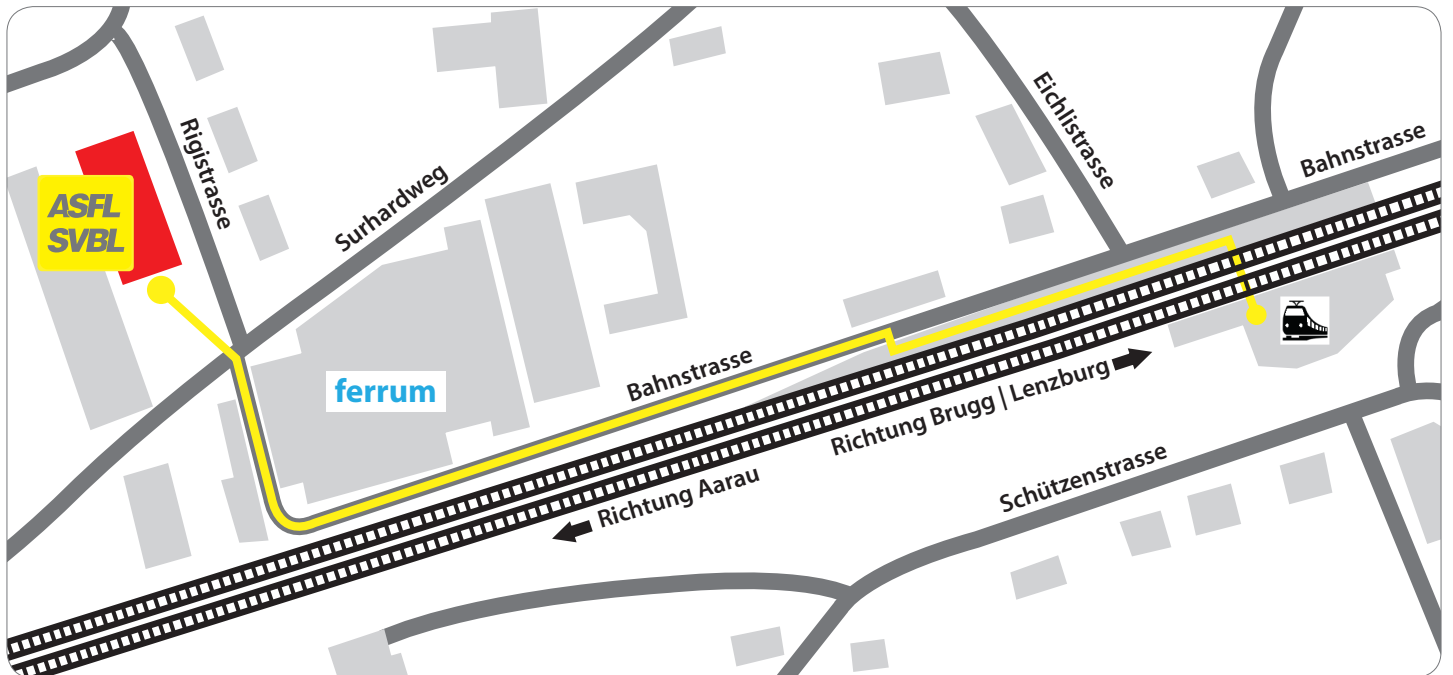 Eichlistrasse
Bahnstrasse
Rigistrasse
Surhardweg
ASFL
SVBL
Bahnstrasse
ferrum
Richtung Brugg | Lenzburg
Richtung Aarau
Schützenstrasse